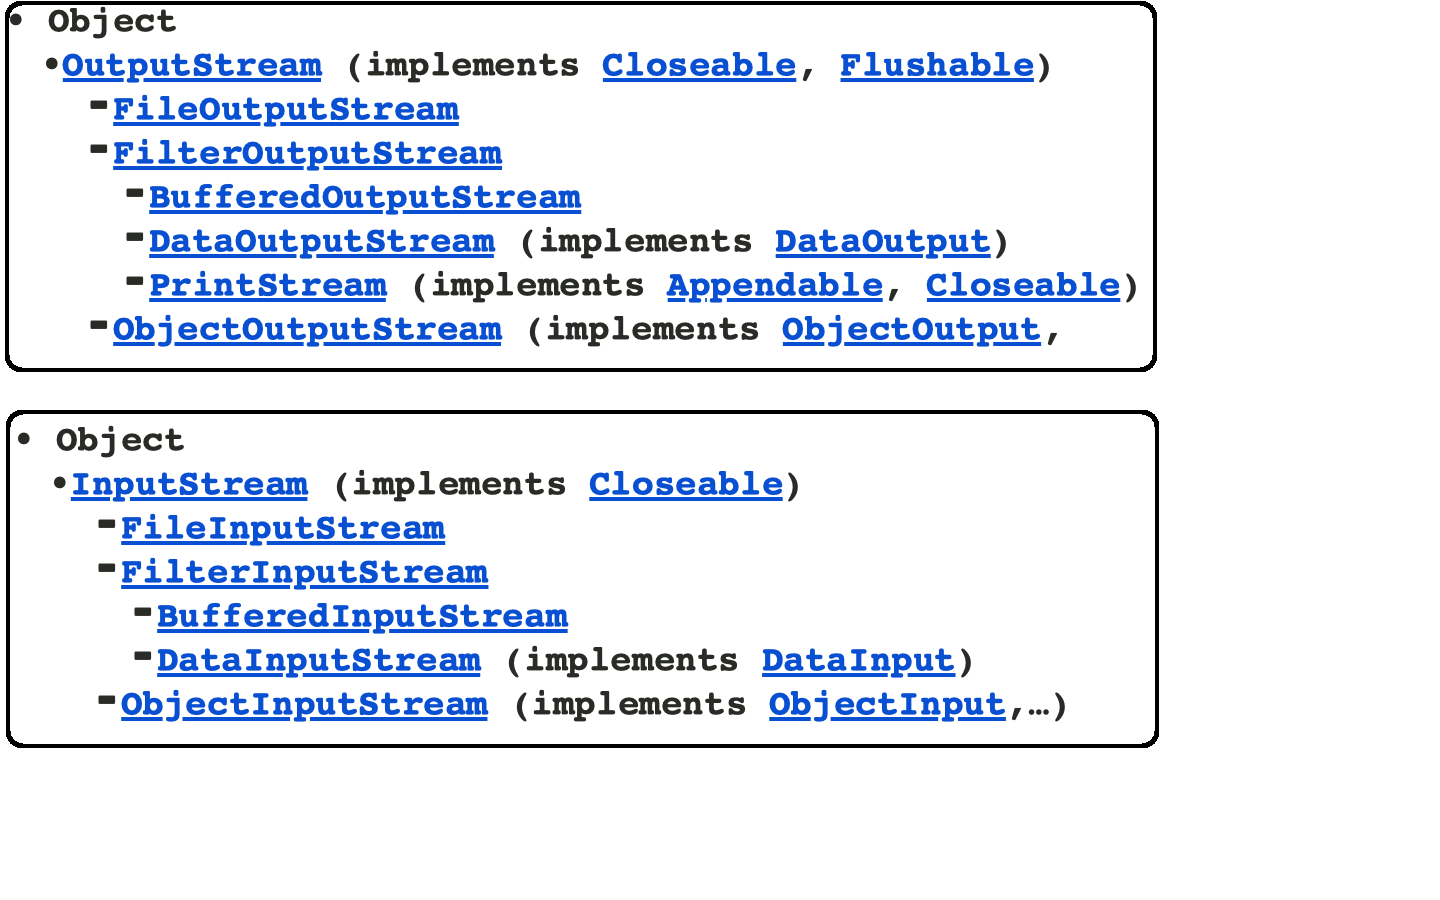 • Object
•OutputStream (implements Closeable, Flushable)
-FileOutputStream
-FilterOutputStream
-BufferedOutputStream
-DataOutputStream (implements DataOutput)
-PrintStream (implements Appendable, Closeable)
-ObjectOutputStream (implements ObjectOutput,
• Object
•InputStream (implements Closeable)
-FileInputStream
-FilterInputStream
-BufferedInputStream
-DataInputStream (implements DataInput)
-ObjectInputStream (implements ObjectInput,…)